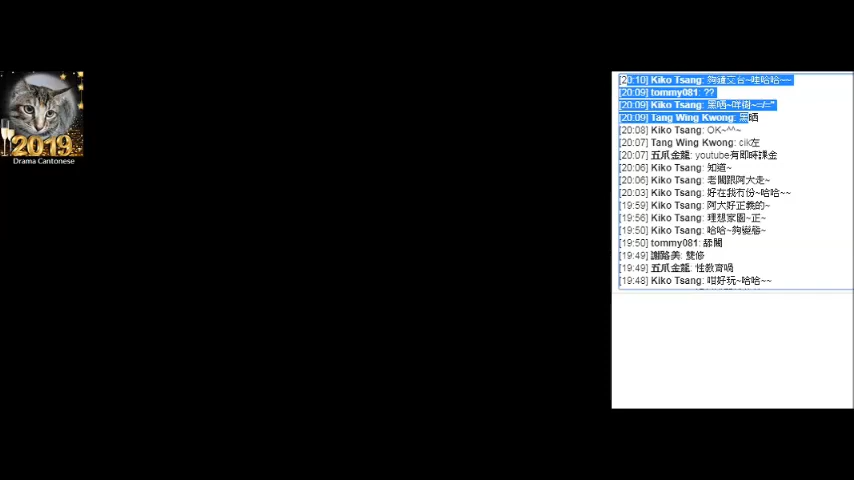 2019
Drama Cantonese
[20:10] Kiko Tsang: 夠過交台~哇哈哈~~
[20:09] tommy081: ??
[20:09] Kiko Tsang: 黑哂~咩樹~=/="
[20:09] Tang Wing Kwong: 黑哂
[20:08] Kiko Tsang: OK~^^~
[20:07] Tang Wing Kwong: cik左
[20:07] 五爪金龍: youtube有即時課金
[20:06] Kiko Tsang: 知道~
[20:06] Kiko Tsang: 老闆跟阿大走~
[20:03] Kiko Tsang: 好在我冇份~哈哈~~
[19:59] Kiko Tsang: 阿大好正義的~
[19:56] Kiko Tsang: 理想家園~正~
[19:50] Kiko Tsang: 哈哈~夠變態~
[19:50] tommy081: 舔閪
[19:49] 謝路美: 雙修
[19:49] 五爪金龍: 性教育喎
[19:48] Kiko Tsang: 咁好玩~哈哈~~